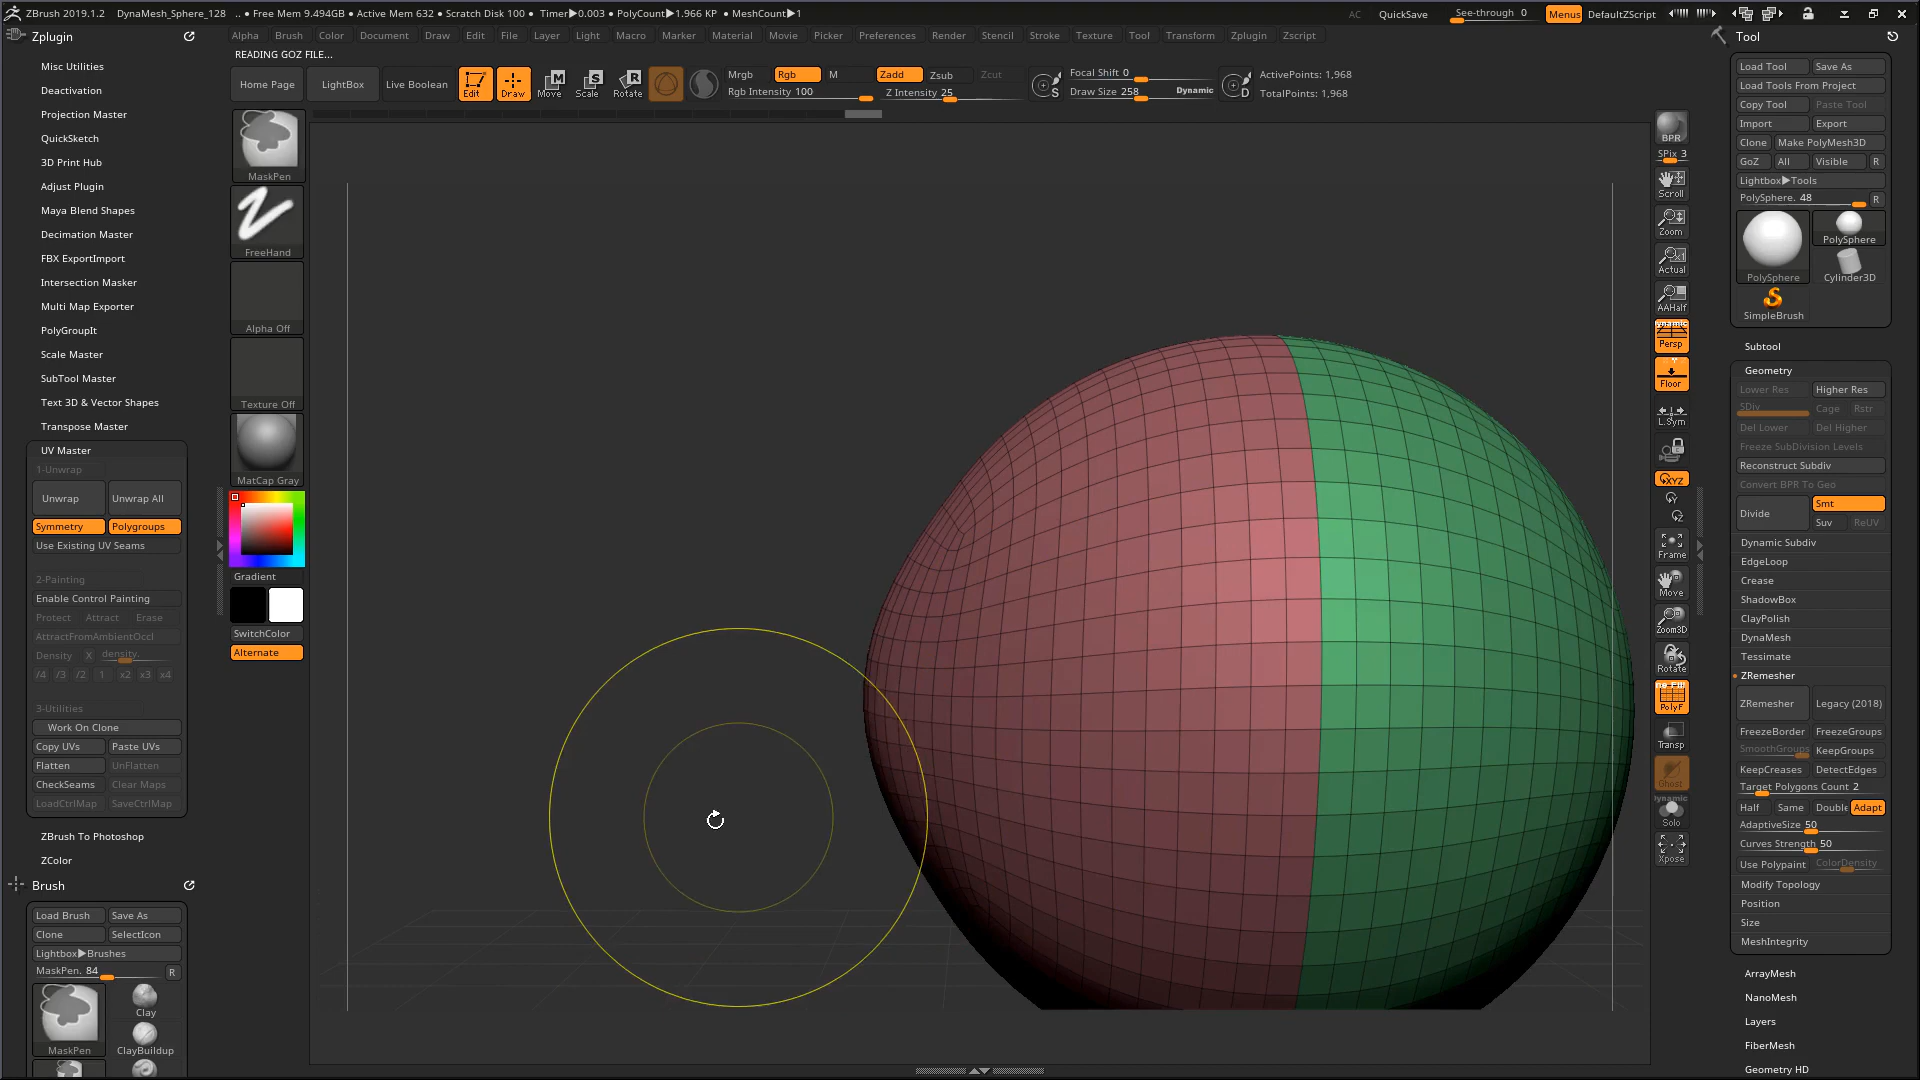 ZBrush 2019.1.2 DynaMesh_Sphere_128 .. • Free Mem 9.494GB • Active Mem 632 • Scratch Disk 100 • Timer▶0.003 • PolyCount▶1.966 KP • MeshCount▶1 AC QuickSave See-through 0 Menus DefaultZScript
Zplugin
Alpha Brush Color Document Draw Edit File Layer Light Macro Marker Material Movie Picker Preferences Render Stencil Stroke Texture Tool Transform Zplugin Zscript
READING GOZ FILE...
Home Page LightBox Live Boolean Edit Draw Move Scale Rotate
Mrgb Rgb M Zadd Zsub Zcut
Rgb Intensity 100 Z Intensity 25
Focal Shift 0
Draw Size 258 Dynamic
ActivePoints: 1,968
TotalPoints: 1,968
Misc Utilities
Deactivation
Projection Master
QuickSketch
3D Print Hub
Adjust Plugin
Maya Blend Shapes
Decimation Master
FBX ExportImport
Intersection Masker
Multi Map Exporter
PolyGroupIt
Scale Master
SubTool Master
Text 3D & Vector Shapes
Transpose Master
UV Master
1-Unwrap
Unwrap Unwrap All
Symmetry Polygroups
Use Existing UV Seams
2-Painting
Enable Control Painting
Protect Attract Erase
AttractFromAmbientOccl
Density X density.
/4 /3 /2 1 x2 x3 x4
3-Utilities
Work On Clone
Copy UVs Paste UVs
Flatten UnFlatten
CheckSeams Clear Maps
LoadCtrlMap SaveCtrlMap
ZBrush To Photoshop
ZColor
Brush
Load Brush Save As
Clone SelectIcon
Lightbox▶Brushes
MaskPen. 84 R
MaskPen
Clay
ClayBuildup
MaskPen
FreeHand
Alpha Off
Texture Off
MatCap Gray
Gradient
SwitchColor
Alternate
BPR
SPix 3
Scroll
Zoom
Actual
AAHalf
Dynamic
Persp
Floor
L.Sym
XYZ
Y
Z
Frame
Move
Zoom3D
Rotate
PolyF
Transp
Ghost
Dynamic
Solo
Xpose
Tool
Load Tool Save As
Load Tools From Project
Copy Tool Paste Tool
Import Export
Clone Make PolyMesh3D
GoZ All Visible R
Lightbox▶Tools
PolySphere. 48 R
PolySphere
PolySphere
Cylinder3D
SimpleBrush
Subtool
Geometry
Lower Res Higher Res
SDiv Cage Rstr
Del Lower Del Higher
Freeze SubDivision Levels
Reconstruct Subdiv
Convert BPR To Geo
Divide Smt
Suv ReUV
Dynamic Subdiv
EdgeLoop
Crease
ShadowBox
ClayPolish
DynaMesh
Tessimate
ZRemesher
ZRemesher Legacy (2018)
FreezeBorder FreezeGroups
SmoothGroups KeepGroups
KeepCreases DetectEdges
Target Polygons Count 2
Half Same Double Adapt
AdaptiveSize 50
Curves Strength 50
Use Polypaint ColorDensity
Modify Topology
Position
Size
MeshIntegrity
ArrayMesh
NanoMesh
Layers
FiberMesh
Geometry HD